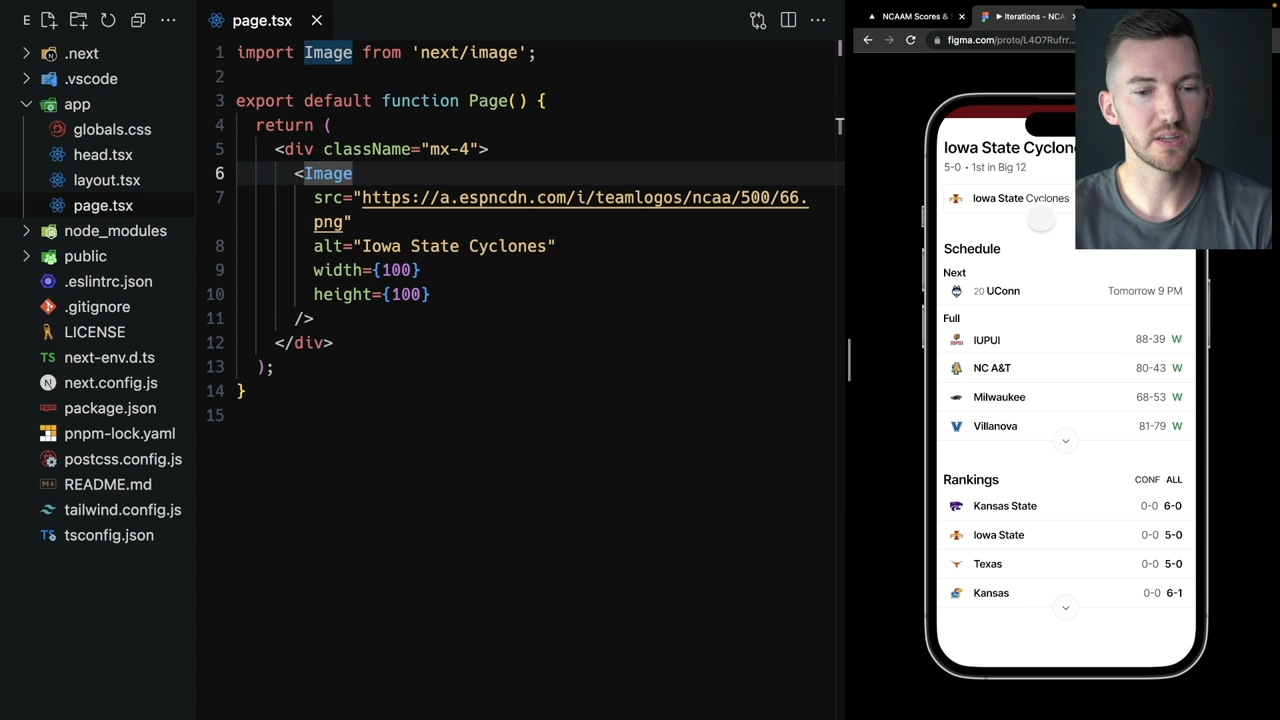 E
.next
.vscode
app
globals.css
head.tsx
layout.tsx
page.tsx
node_modules
public
.eslintrc.json
.gitignore
LICENSE
next-env.d.ts
next.config.js
package.json
pnpm-lock.yaml
postcss.config.js
README.md
tailwind.config.js
tsconfig.json
page.tsx
1 import Image from 'next/image';
2
3 export default function Page() {
4 return (
5 <div className="mx-4">
6 <Image
7 src="https://a.espncdn.com/i/teamlogos/ncaa/500/66.
png"
8 alt="Iowa State Cyclones"
9 width={100}
10 height={100}
11 />
12 </div>
13 );
14 }
15
NCAAM Scores &
Iterations - NCA
figma.com/proto/L4O7Rufrr...
Iowa State Cyclon
5-0 • 1st in Big 12
Iowa State Cyclones
Schedule
Next
20 UConn Tomorrow 9 PM
Full
IUPUI 88-39 W
NC A&T 80-43 W
Milwaukee 68-53 W
Villanova 81-79 W
Rankings CONF ALL
Kansas State 0-0 6-0
Iowa State 0-0 5-0
Texas 0-0 5-0
Kansas 0-0 6-1